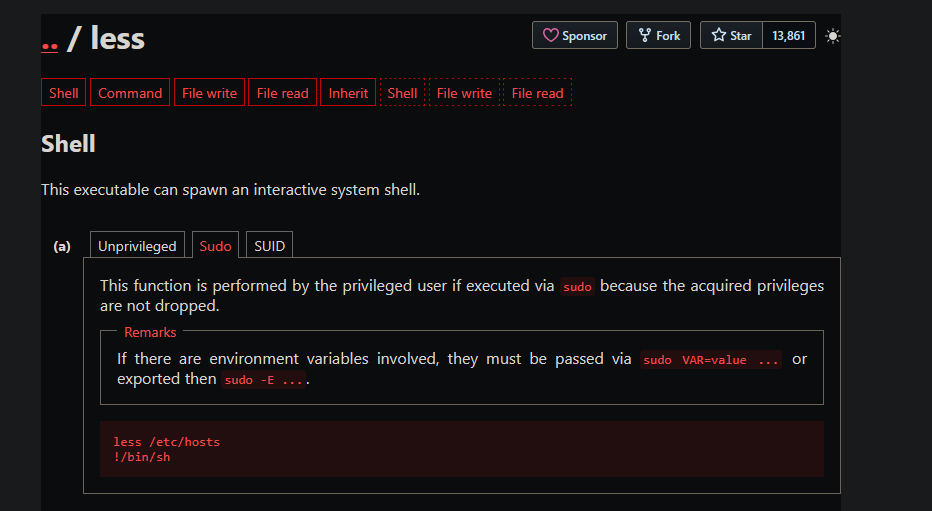 .. / less
Sponsor Fork Star 13,861
Shell Command File write File read Inherit Shell File write File read
Shell
This executable can spawn an interactive system shell.
(a) Unprivileged Sudo SUID
This function is performed by the privileged user if executed via sudo because the acquired privileges
are not dropped.
Remarks
If there are environment variables involved, they must be passed via sudo VAR=value ... or
exported then sudo -E ... .
less /etc/hosts
!/bin/sh